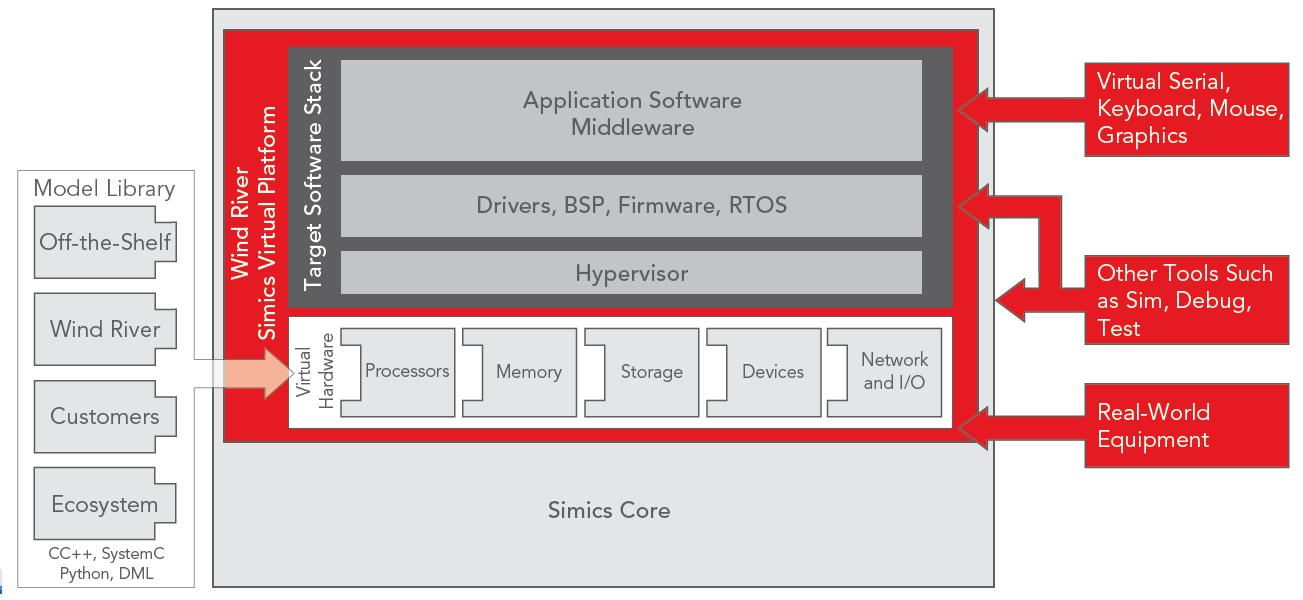 Model Library
Off-the-Shelf
Wind River
Customers
Ecosystem
CC++, SystemC
Python, DML
Wind River
Simics Virtual Platform
Target Software Stack
Application Software
Middleware
Drivers, BSP, Firmware, RTOS
Hypervisor
Virtual
Hardware
Processors
Memory
Storage
Devices
Network
and I/O
Simics Core
Virtual Serial,
Keyboard, Mouse,
Graphics
Other Tools Such
as Sim, Debug,
Test
Real-World
Equipment